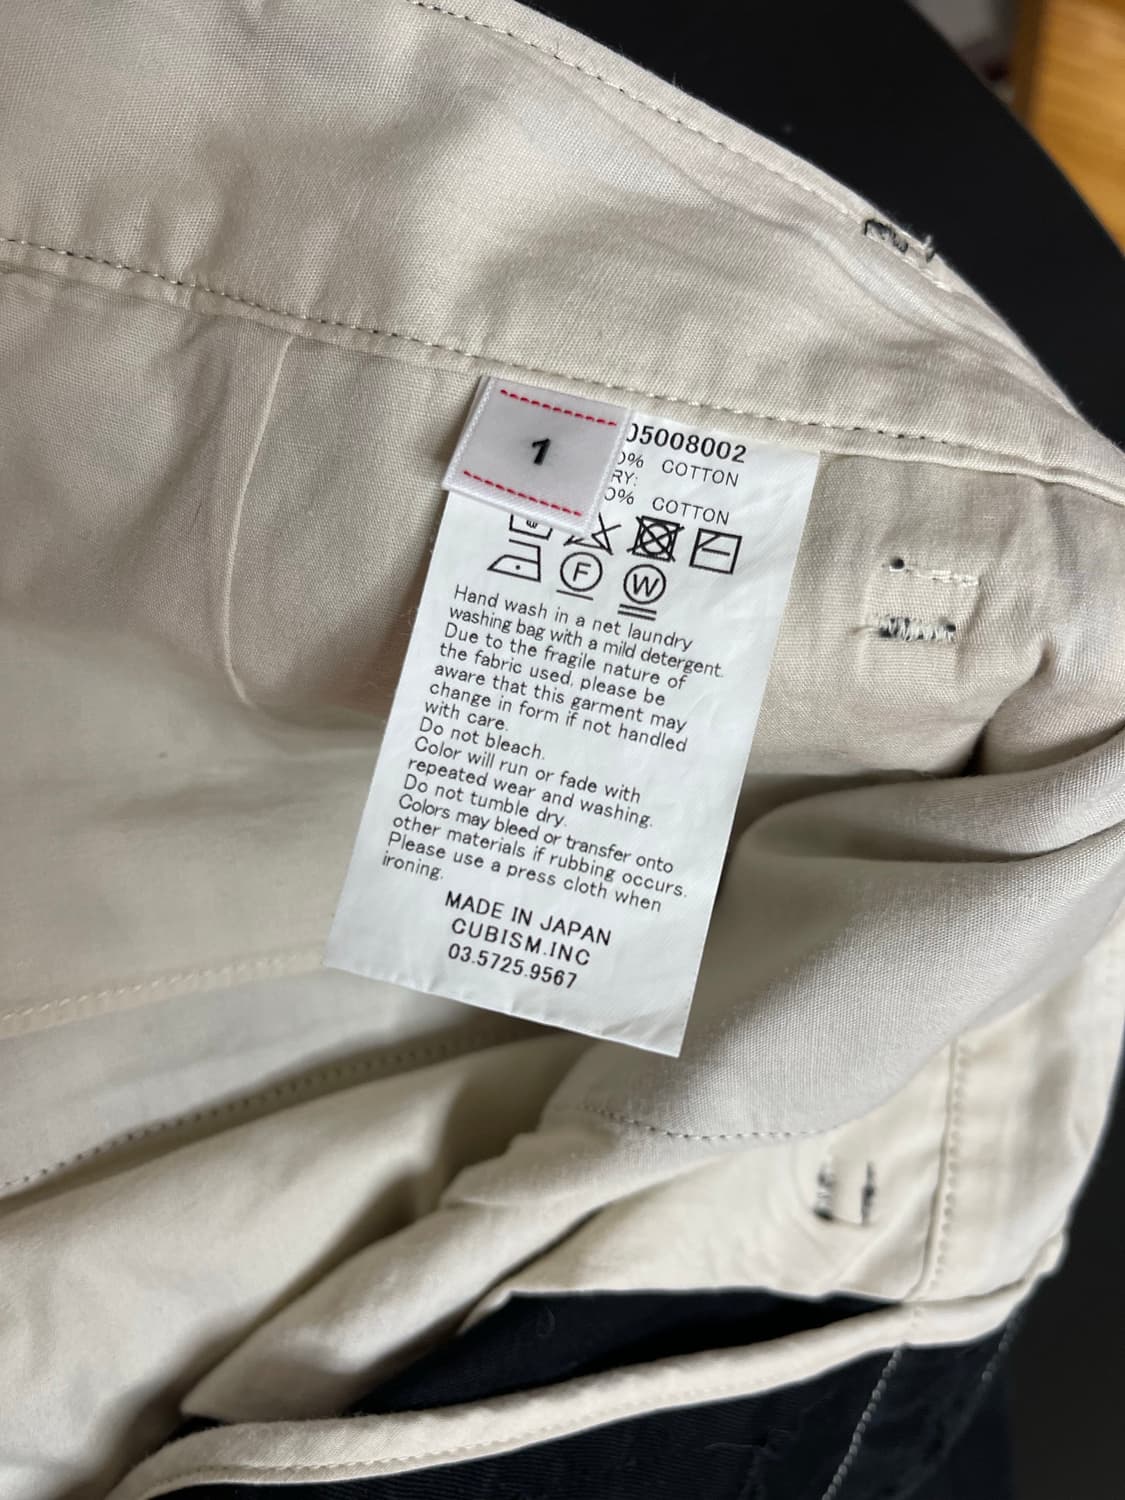 1
05008002
0% COTTON
RY:
0% COTTON
F
W
Hand wash in a net laundry
washing bag with a mild detergent.
Due to the fragile nature of
the fabric used, please be
aware that this garment may
change in form if not handled
with care.
Do not bleach.
Color will run or fade with
repeated wear and washing.
Do not tumble dry.
Colors may bleed or transfer onto
other materials if rubbing occurs.
Please use a press cloth when
ironing.
MADE IN JAPAN
CUBISM.INC
03.5725.9567